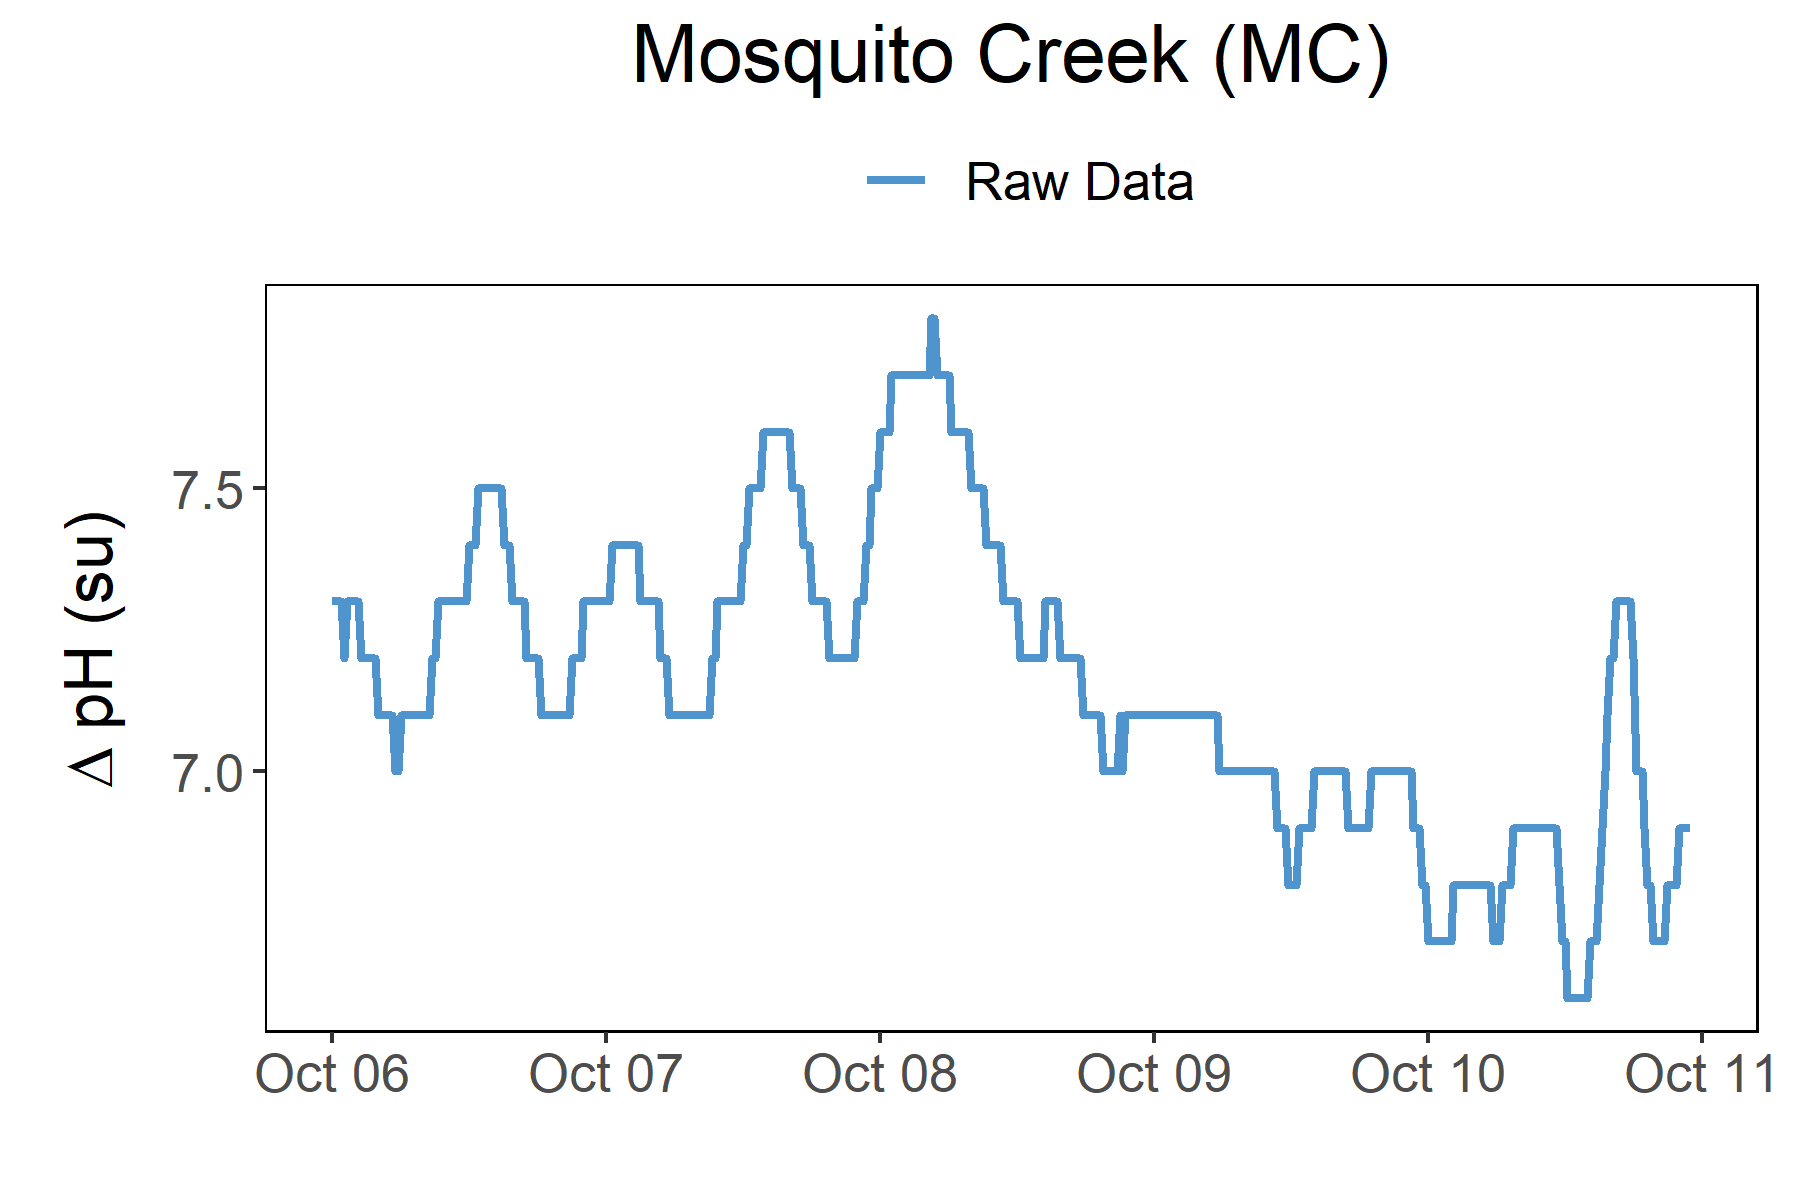 Mosquito Creek (MC)
Raw Data
Δ pH (su)
7.5
7.0
Oct 06
Oct 07
Oct 08
Oct 09
Oct 10
Oct 11